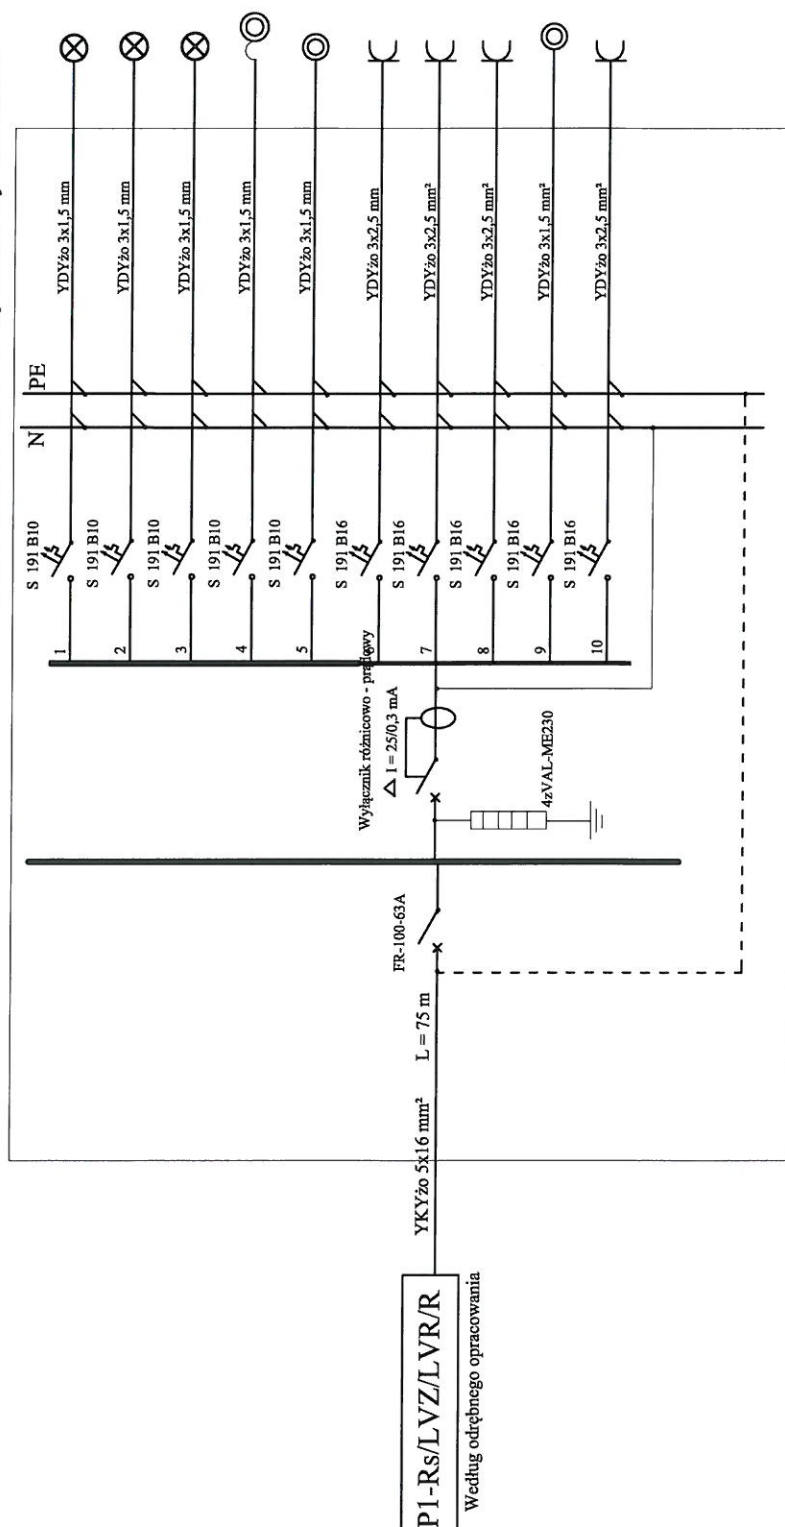 YDYżo 3x1,5 mm
YDYżo 3x1,5 mm
YDYżo 3x1,5 mm
YDYżo 3x1,5 mm
YDYżo 3x1,5 mm
YDYżo 3x2,5 mm
YDYżo 3x2,5 mm²
YDYżo 3x2,5 mm²
YDYżo 3x1,5 mm²
YDYżo 3x2,5 mm²
PE
N
S 191 B10
S 191 B10
S 191 B10
S 191 B10
S 191 B10
S 191 B16
S 191 B16
S 191 B16
S 191 B16
S 191 B16
1
2
3
4
5
6
7
8
9
10
Wyłącznik różnicowo - prądowy
△ I = 25/0,3 mA
4zVAL-ME230
FR-100-63A
L = 75 m
YKYżo 5x16 mm²
P1-Rs/LVZ/LVR/R
Według odrębnego opracowania